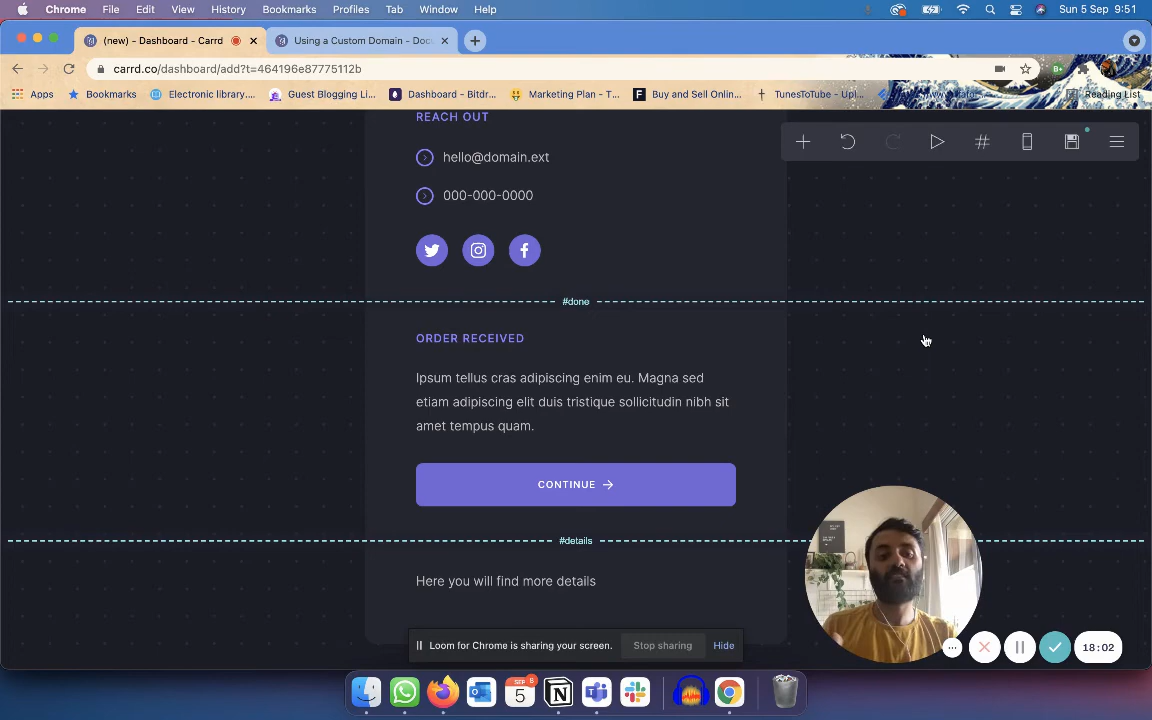 Chrome File Edit View History Bookmarks Profiles Tab Window Help Sun 5 Sep 9:51
(new) - Dashboard - Carrd
Using a Custom Domain - Docu
carrd.co/dashboard/add?t=464196e87775112b
Apps Bookmarks Electronic library.... Guest Blogging Li... Dashboard - Bitdr... Marketing Plan - T... Buy and Sell Onlin... TunesToTube - Upl... Reading List
REACH OUT
hello@domain.ext
000-000-0000
#done
ORDER RECEIVED
Ipsum tellus cras adipiscing enim eu. Magna sed
etiam adipiscing elit duis tristique sollicitudin nibh sit
amet tempus quam.
CONTINUE
#details
Here you will find more details
Loom for Chrome is sharing your screen. Stop sharing Hide
18:02